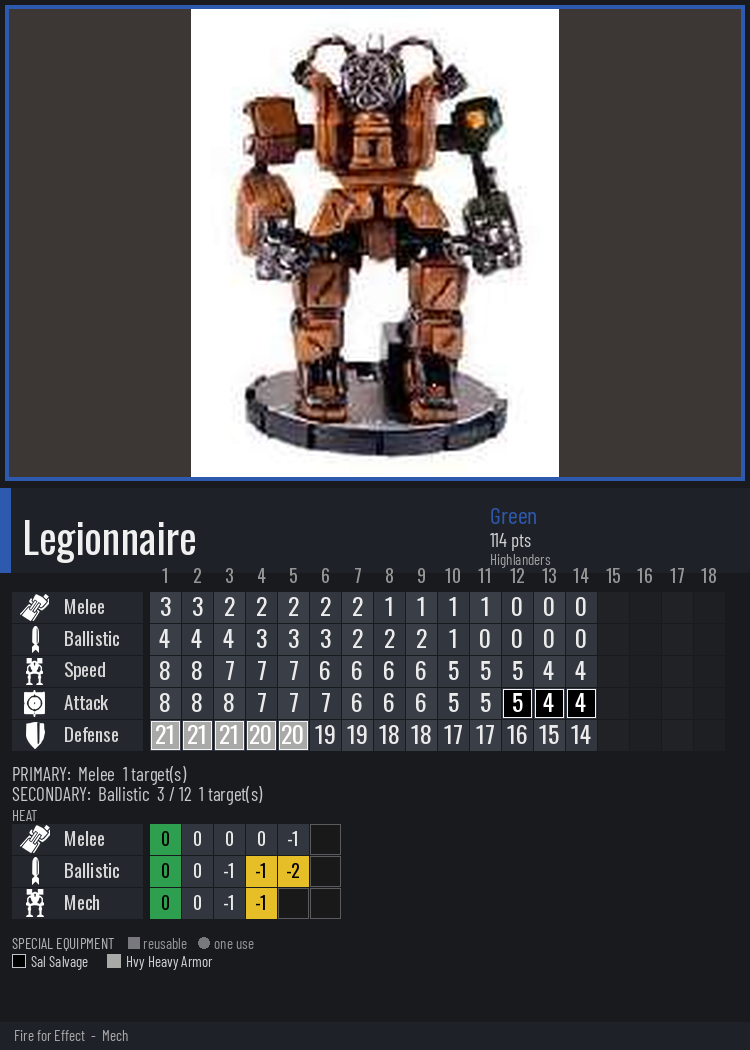 Legionnaire
Green
114 pts
Highlanders
1 2 3 4 5 6 7 8 9 10 11 12 13 14 15 16 17 18
Melee 3 3 2 2 2 2 2 1 1 1 1 0 0 0
Ballistic 4 4 4 3 3 3 2 2 2 1 0 0 0 0
Speed 8 8 7 7 7 6 6 6 6 5 5 5 4 4
Attack 8 8 8 7 7 7 6 6 6 5 5 5 4 4
Defense 21 21 21 20 20 19 19 18 18 17 17 16 15 14
PRIMARY: Melee 1 target(s)
SECONDARY: Ballistic 3 / 12 1 target(s)
HEAT
Melee 0 0 0 0 -1
Ballistic 0 0 -1 -1 -2
Mech 0 0 -1 -1
SPECIAL EQUIPMENT reusable one use
Sal Salvage Hvy Heavy Armor
Fire for Effect - Mech